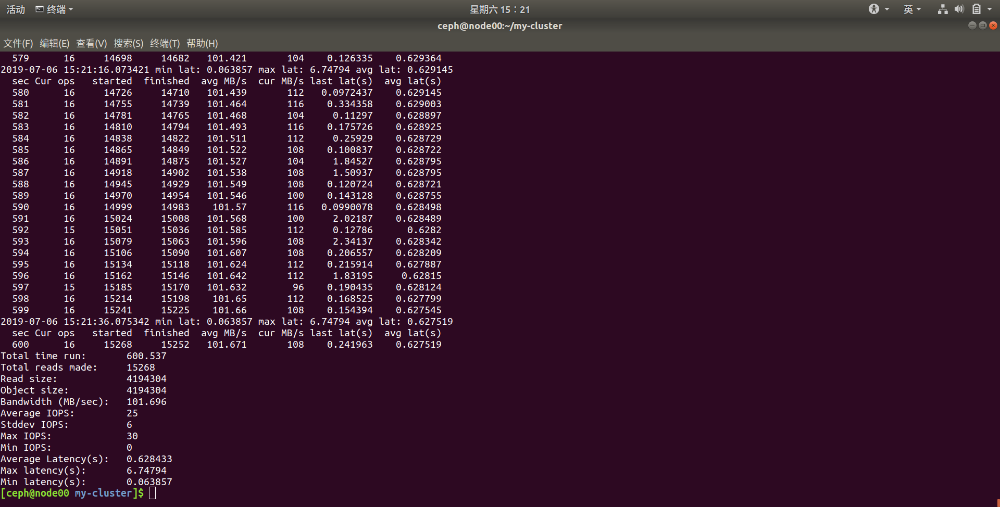 活动 终端 星期六 15：21 英
ceph@node00:~/my-cluster
文件(F) 编辑(E) 查看(V) 搜索(S) 终端(T) 帮助(H)
579 16 14698 14682 101.421 104 0.126335 0.629364
2019-07-06 15:21:16.073421 min lat: 0.063857 max lat: 6.74794 avg lat: 0.629145
sec Cur ops started finished avg MB/s cur MB/s last lat(s) avg lat(s)
580 16 14726 14710 101.439 112 0.0972437 0.629145
581 16 14755 14739 101.464 116 0.334358 0.629003
582 16 14781 14765 101.468 104 0.11297 0.628897
583 16 14810 14794 101.493 116 0.175726 0.628925
584 16 14838 14822 101.511 112 0.25929 0.628729
585 16 14865 14849 101.522 108 0.100837 0.628722
586 16 14891 14875 101.527 104 1.84527 0.628795
587 16 14918 14902 101.538 108 1.50937 0.628795
588 16 14945 14929 101.549 108 0.120724 0.628721
589 16 14970 14954 101.546 100 0.143128 0.628755
590 16 14999 14983 101.57 116 0.0990078 0.628498
591 16 15024 15008 101.568 100 2.02187 0.628489
592 15 15051 15036 101.585 112 0.12786 0.6282
593 16 15079 15063 101.596 108 2.34137 0.628342
594 16 15106 15090 101.607 108 0.206557 0.628209
595 16 15134 15118 101.624 112 0.215914 0.627887
596 16 15162 15146 101.642 112 1.83195 0.62815
597 15 15185 15170 101.632 96 0.190435 0.628124
598 16 15214 15198 101.65 112 0.168525 0.627799
599 16 15241 15225 101.66 108 0.154394 0.627545
2019-07-06 15:21:36.075342 min lat: 0.063857 max lat: 6.74794 avg lat: 0.627519
sec Cur ops started finished avg MB/s cur MB/s last lat(s) avg lat(s)
600 16 15268 15252 101.671 108 0.241963 0.627519
Total time run: 600.537
Total reads made: 15268
Read size: 4194304
Object size: 4194304
Bandwidth (MB/sec): 101.696
Average IOPS: 25
Stddev IOPS: 6
Max IOPS: 30
Min IOPS: 0
Average Latency(s): 0.628433
Max latency(s): 6.74794
Min latency(s): 0.063857
[ceph@node00 my-cluster]$